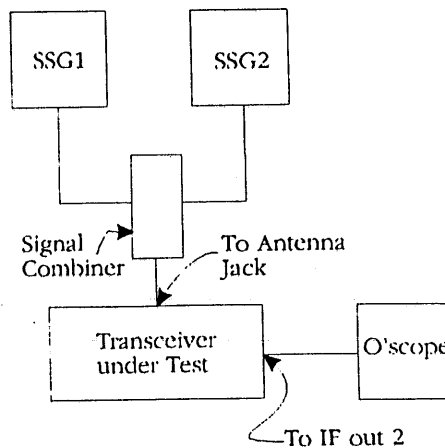 SSG1
SSG2
Signal
Combiner
To Antenna
Jack
Transceiver
under Test
O'scope
To IF out 2